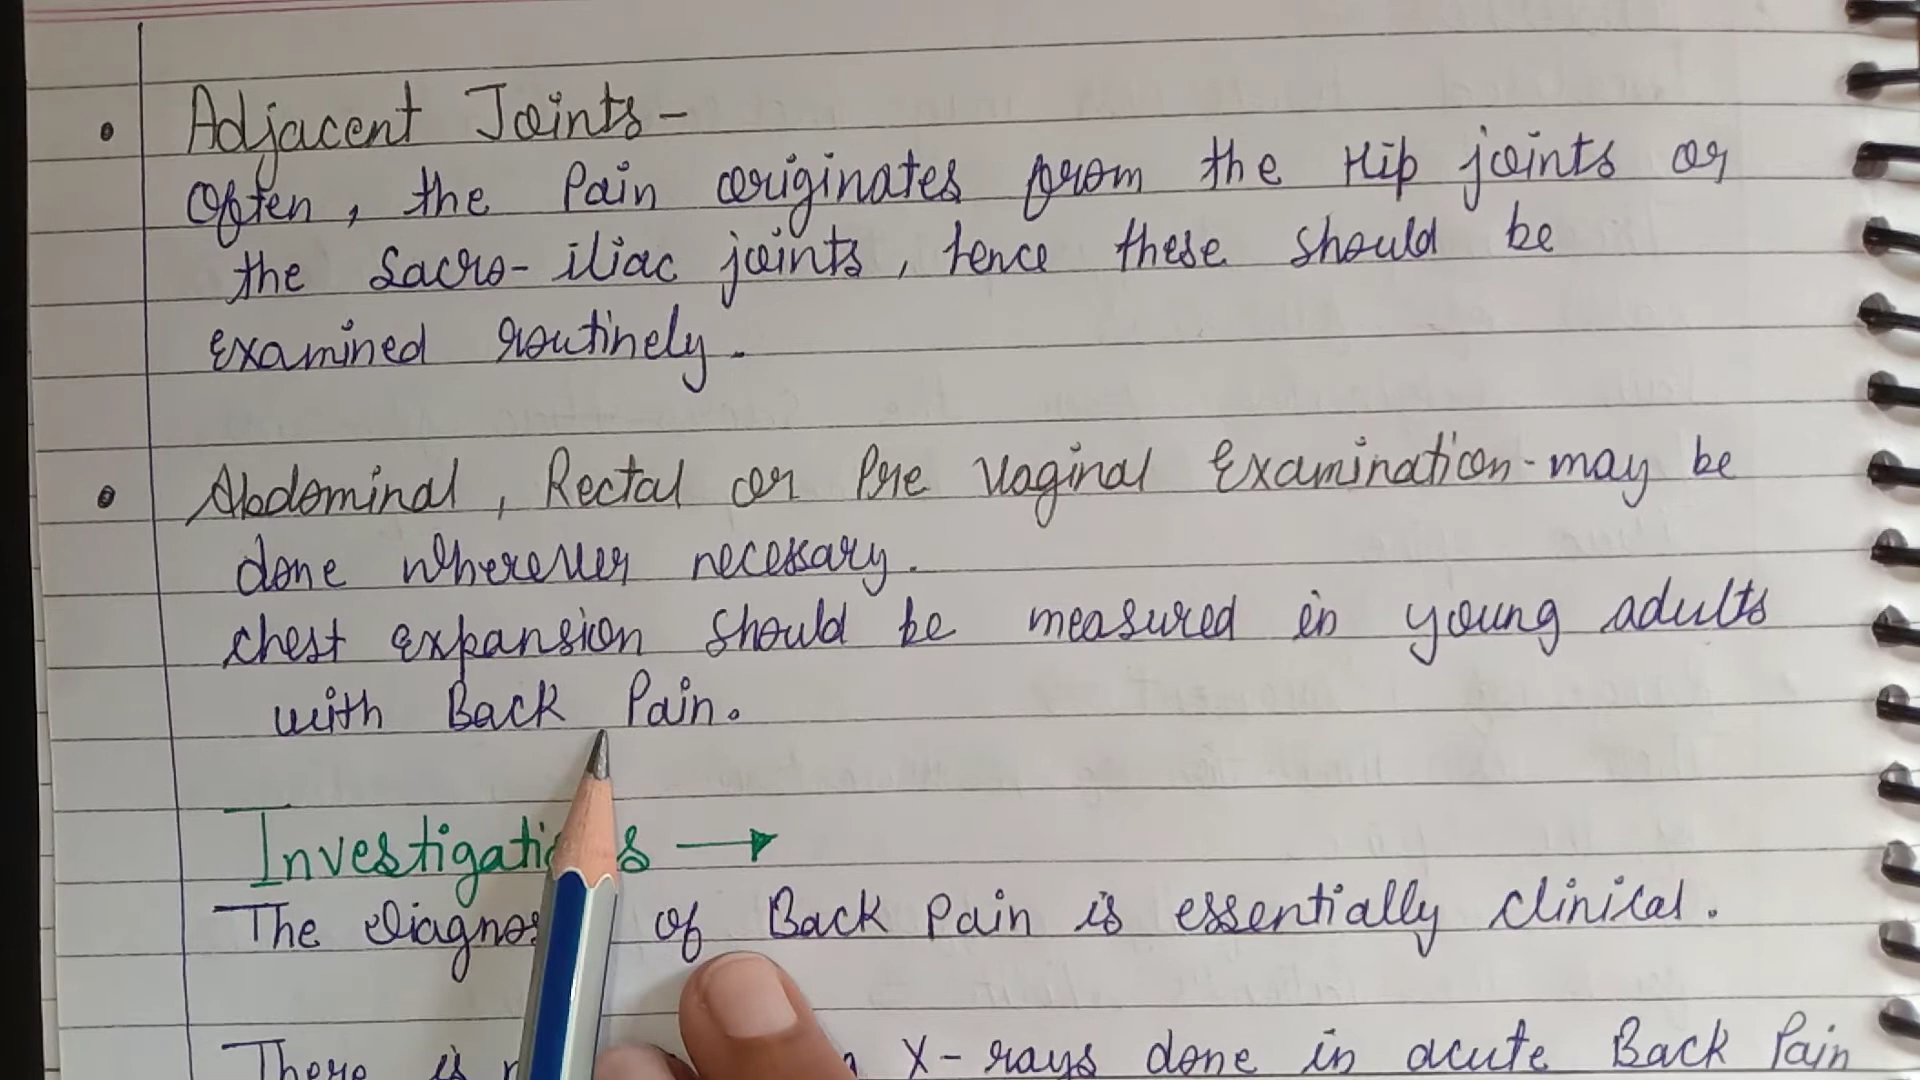 Adjacent Joints-
Often, the Pain originates from the Hip joints or
the Sacro-iliac joints, hence these should be
examined routinely.
Abdominal, Rectal or Pre Vaginal Examination-may be
done wherever necessary.
chest expansion should be measured in young adults
with Back Pain.
Investigations →
The of Back Pain is essentially clinical.
There is X-rays done in acute Back Pain